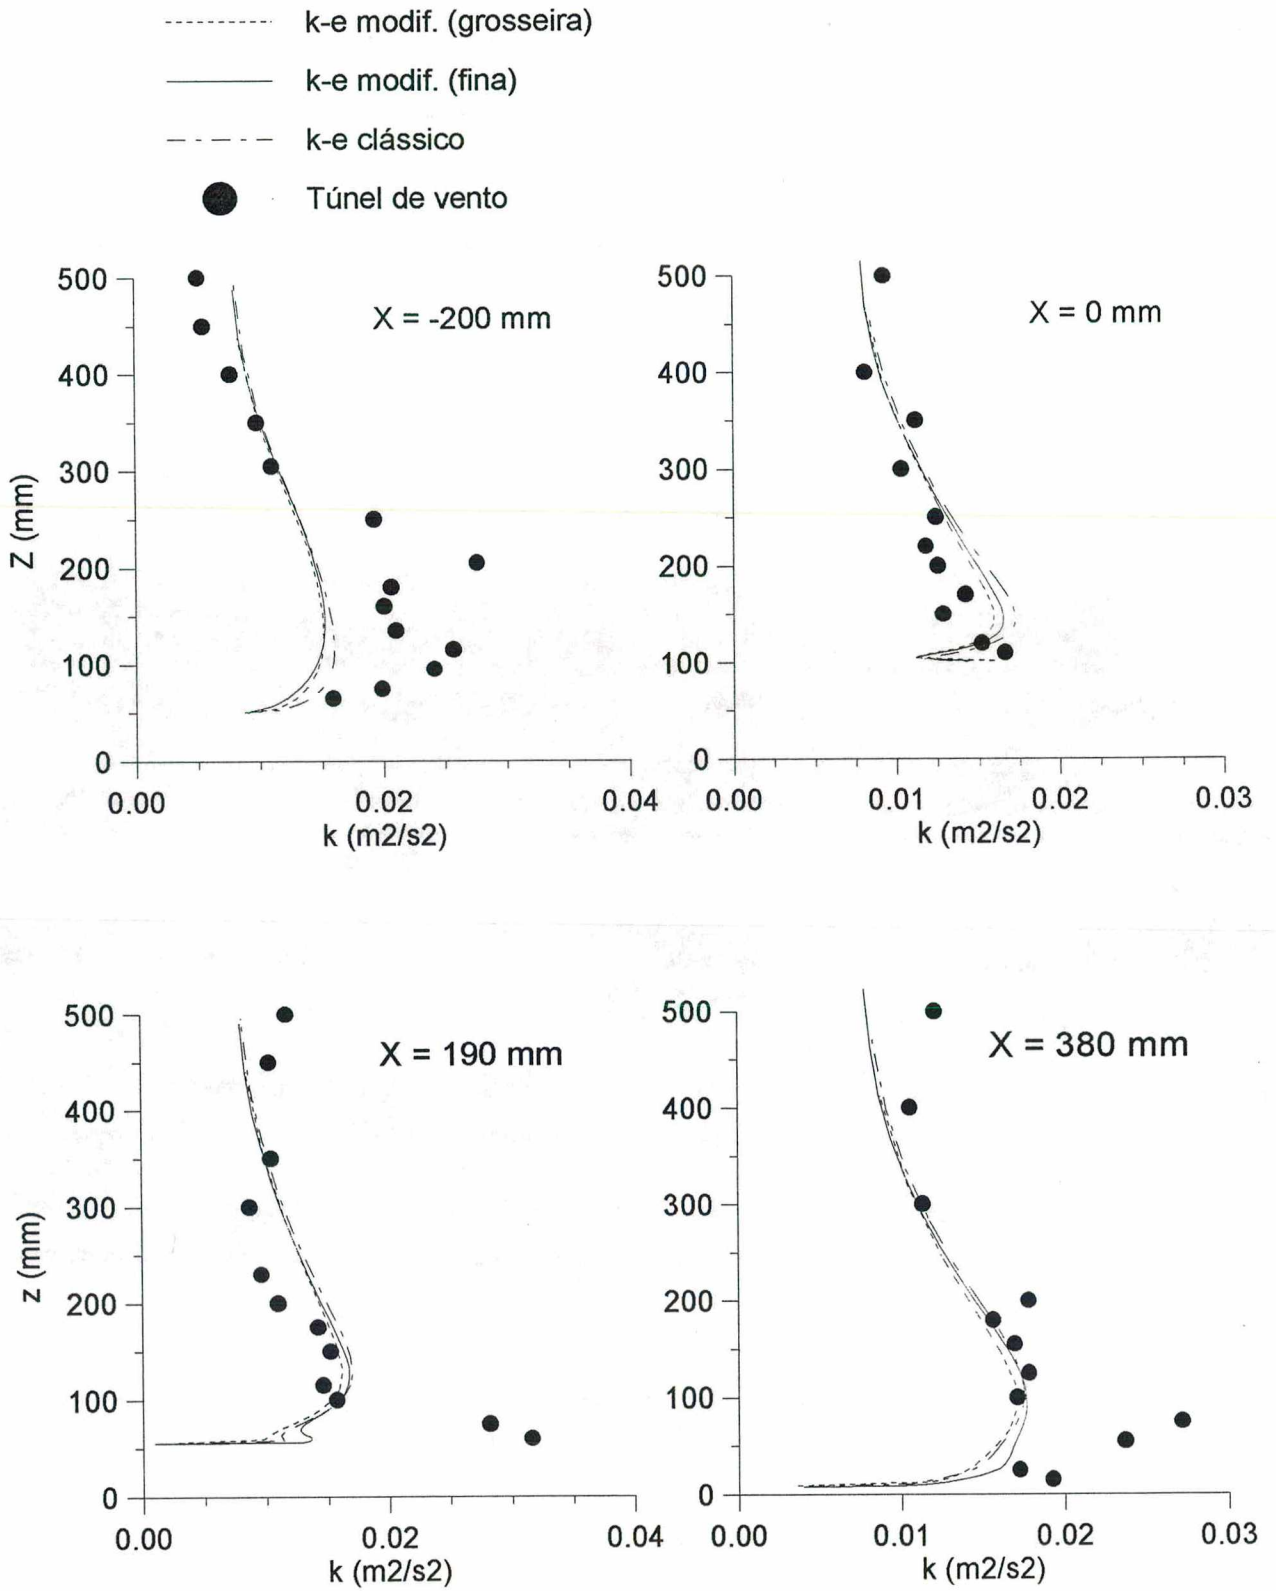 k-e modif. (grosseira)
k-e modif. (fina)
k-e clássico
Túnel de vento
500
400
300
200
100
0
Z (mm)
X = -200 mm
0.00
0.02
0.04
k (m2/s2)
500
400
300
200
100
0
X = 0 mm
0.00
0.01
0.02
0.03
k (m2/s2)
500
400
300
200
100
0
z (mm)
X = 190 mm
0.00
0.02
0.04
k (m2/s2)
500
400
300
200
100
0
X = 380 mm
0.00
0.01
0.02
0.03
k (m2/s2)